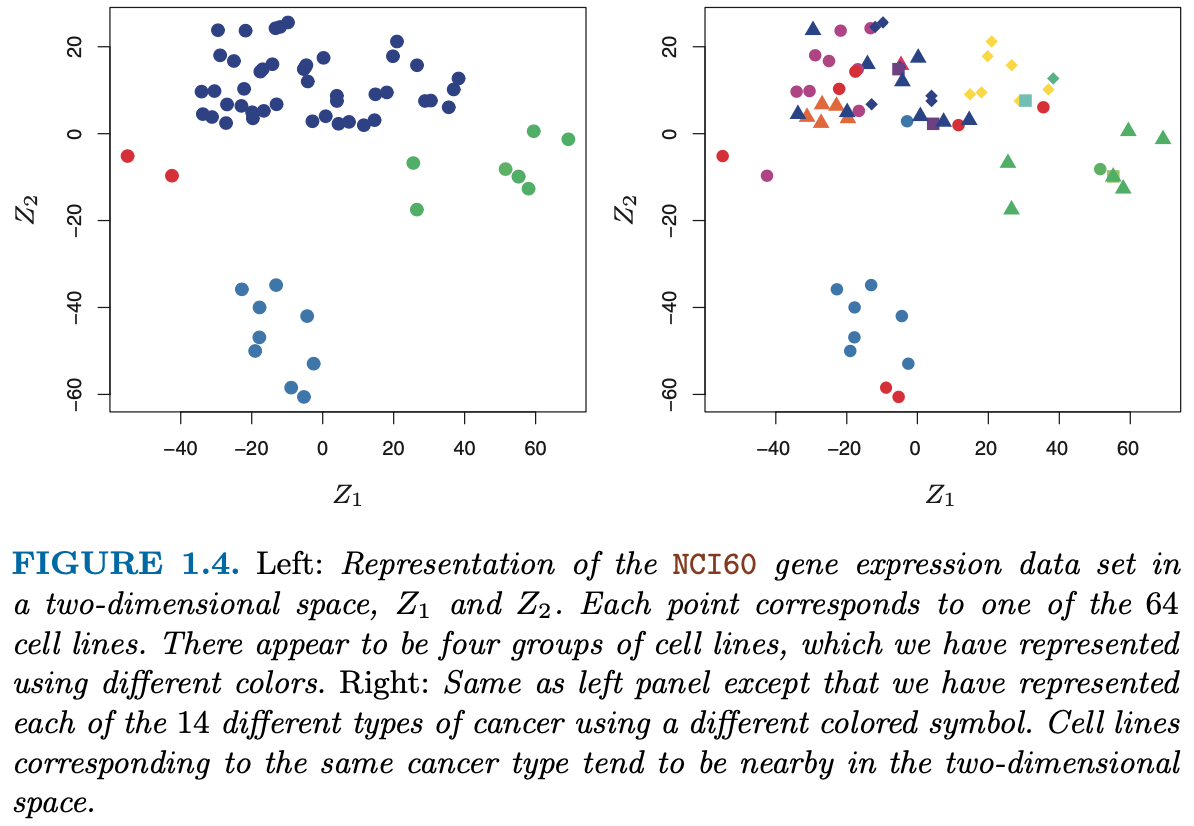 20
0
−20
−40
−60
Z2
−40 −20 0 20 40 60
Z1
20
0
−20
−40
−60
Z2
−40 −20 0 20 40 60
Z1
FIGURE 1.4. Left: Representation of the NCI60 gene expression data set in
a two-dimensional space, Z1 and Z2. Each point corresponds to one of the 64
cell lines. There appear to be four groups of cell lines, which we have represented
using different colors. Right: Same as left panel except that we have represented
each of the 14 different types of cancer using a different colored symbol. Cell lines
corresponding to the same cancer type tend to be nearby in the two-dimensional
space.